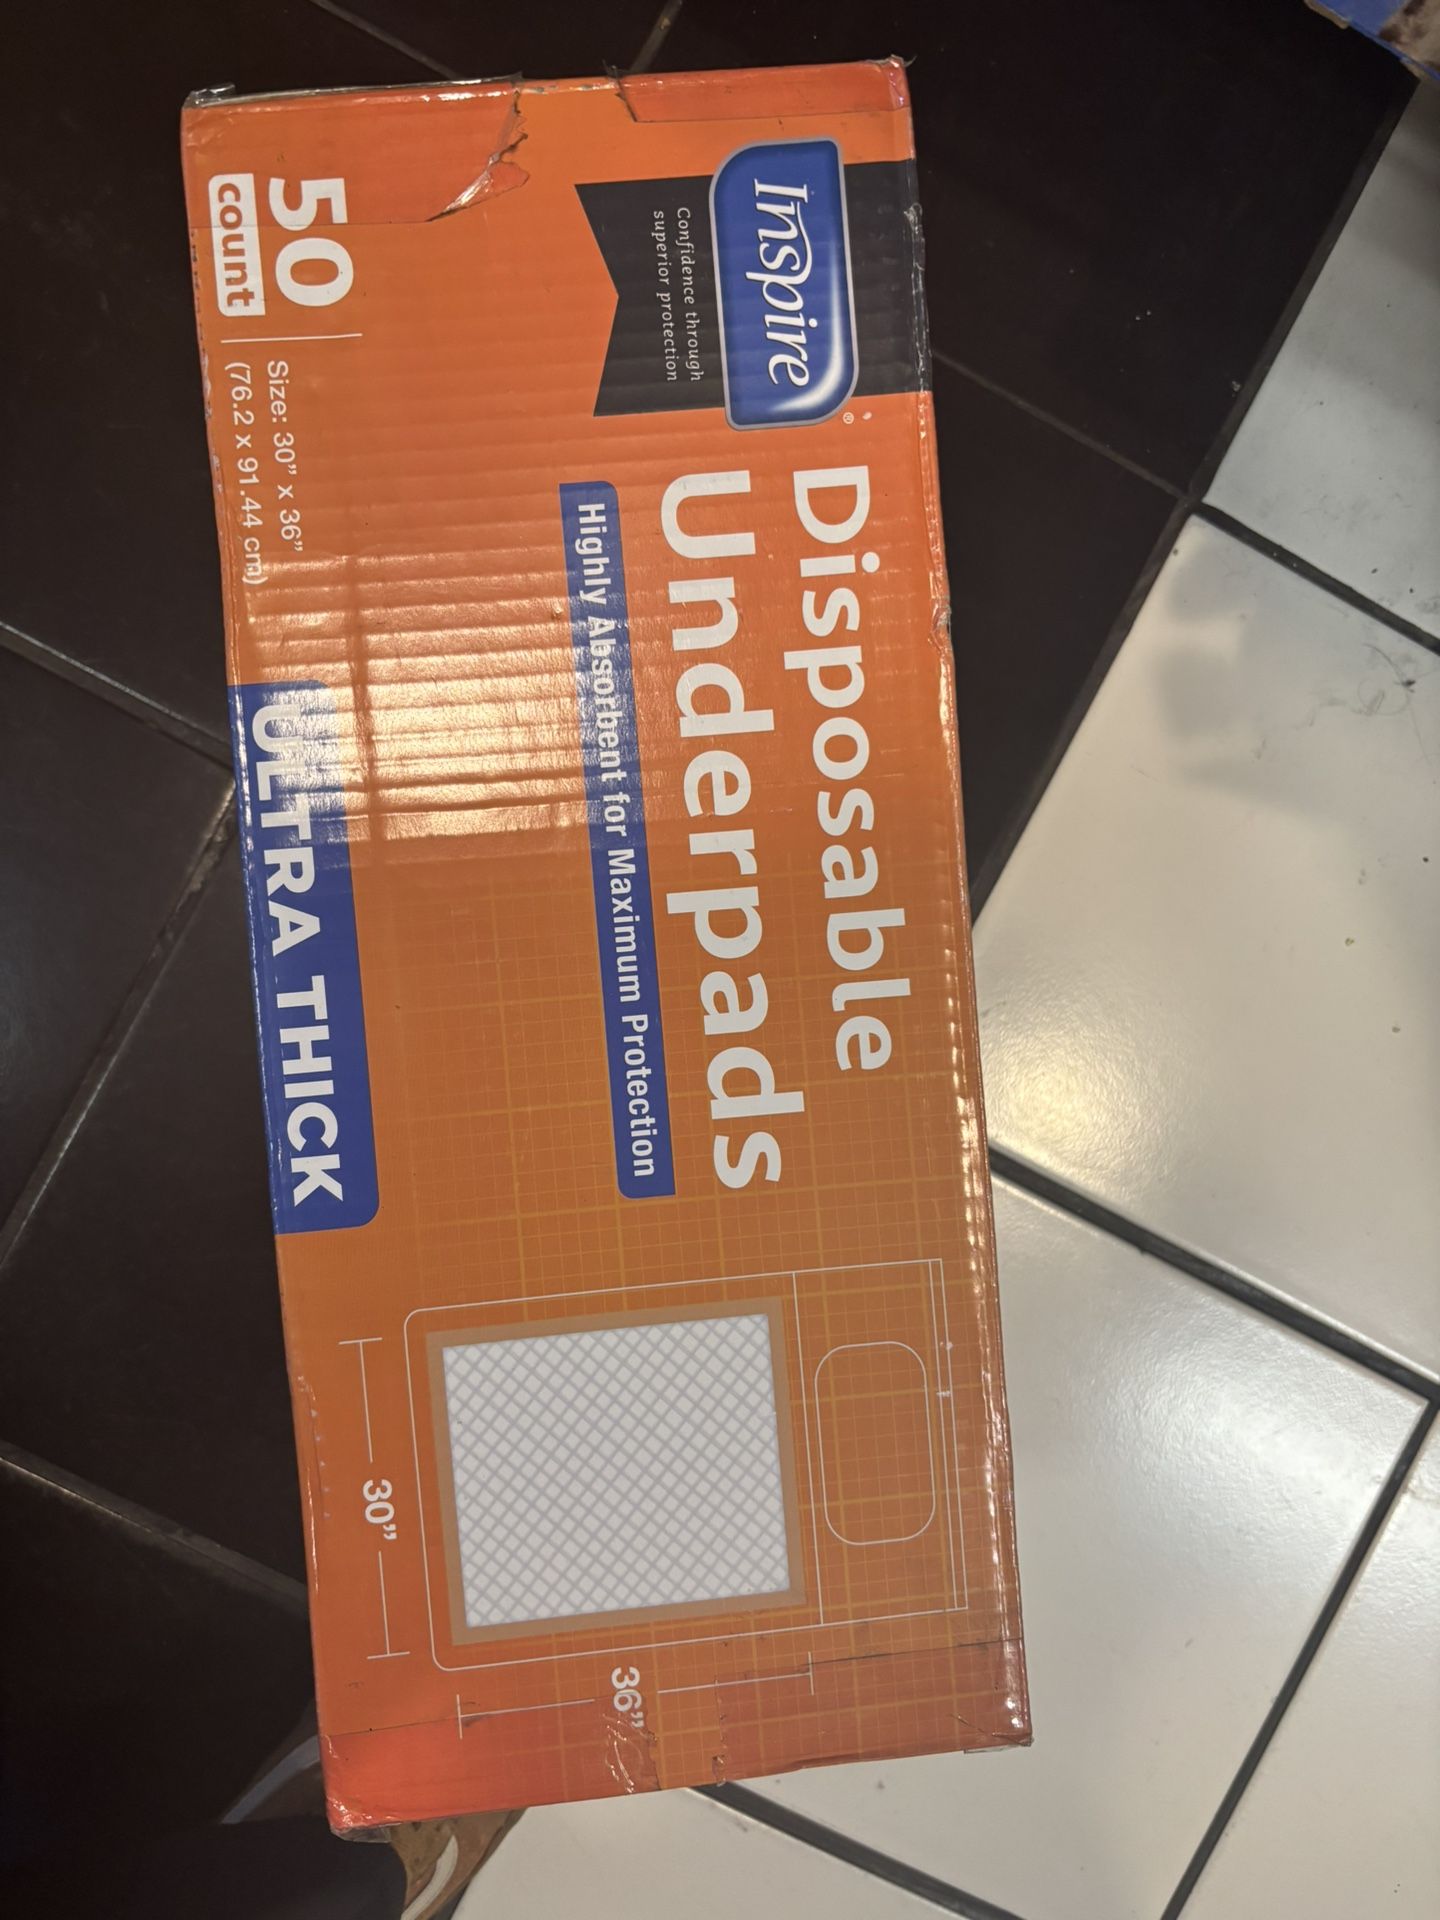 Inspire®
Confidence through
superior protection
Disposable
Underpads
Highly Absorbent for Maximum Protection
50
count
Size: 30” x 36”
(76.2 x 91.44 cm)
ULTRA THICK
30”
36”